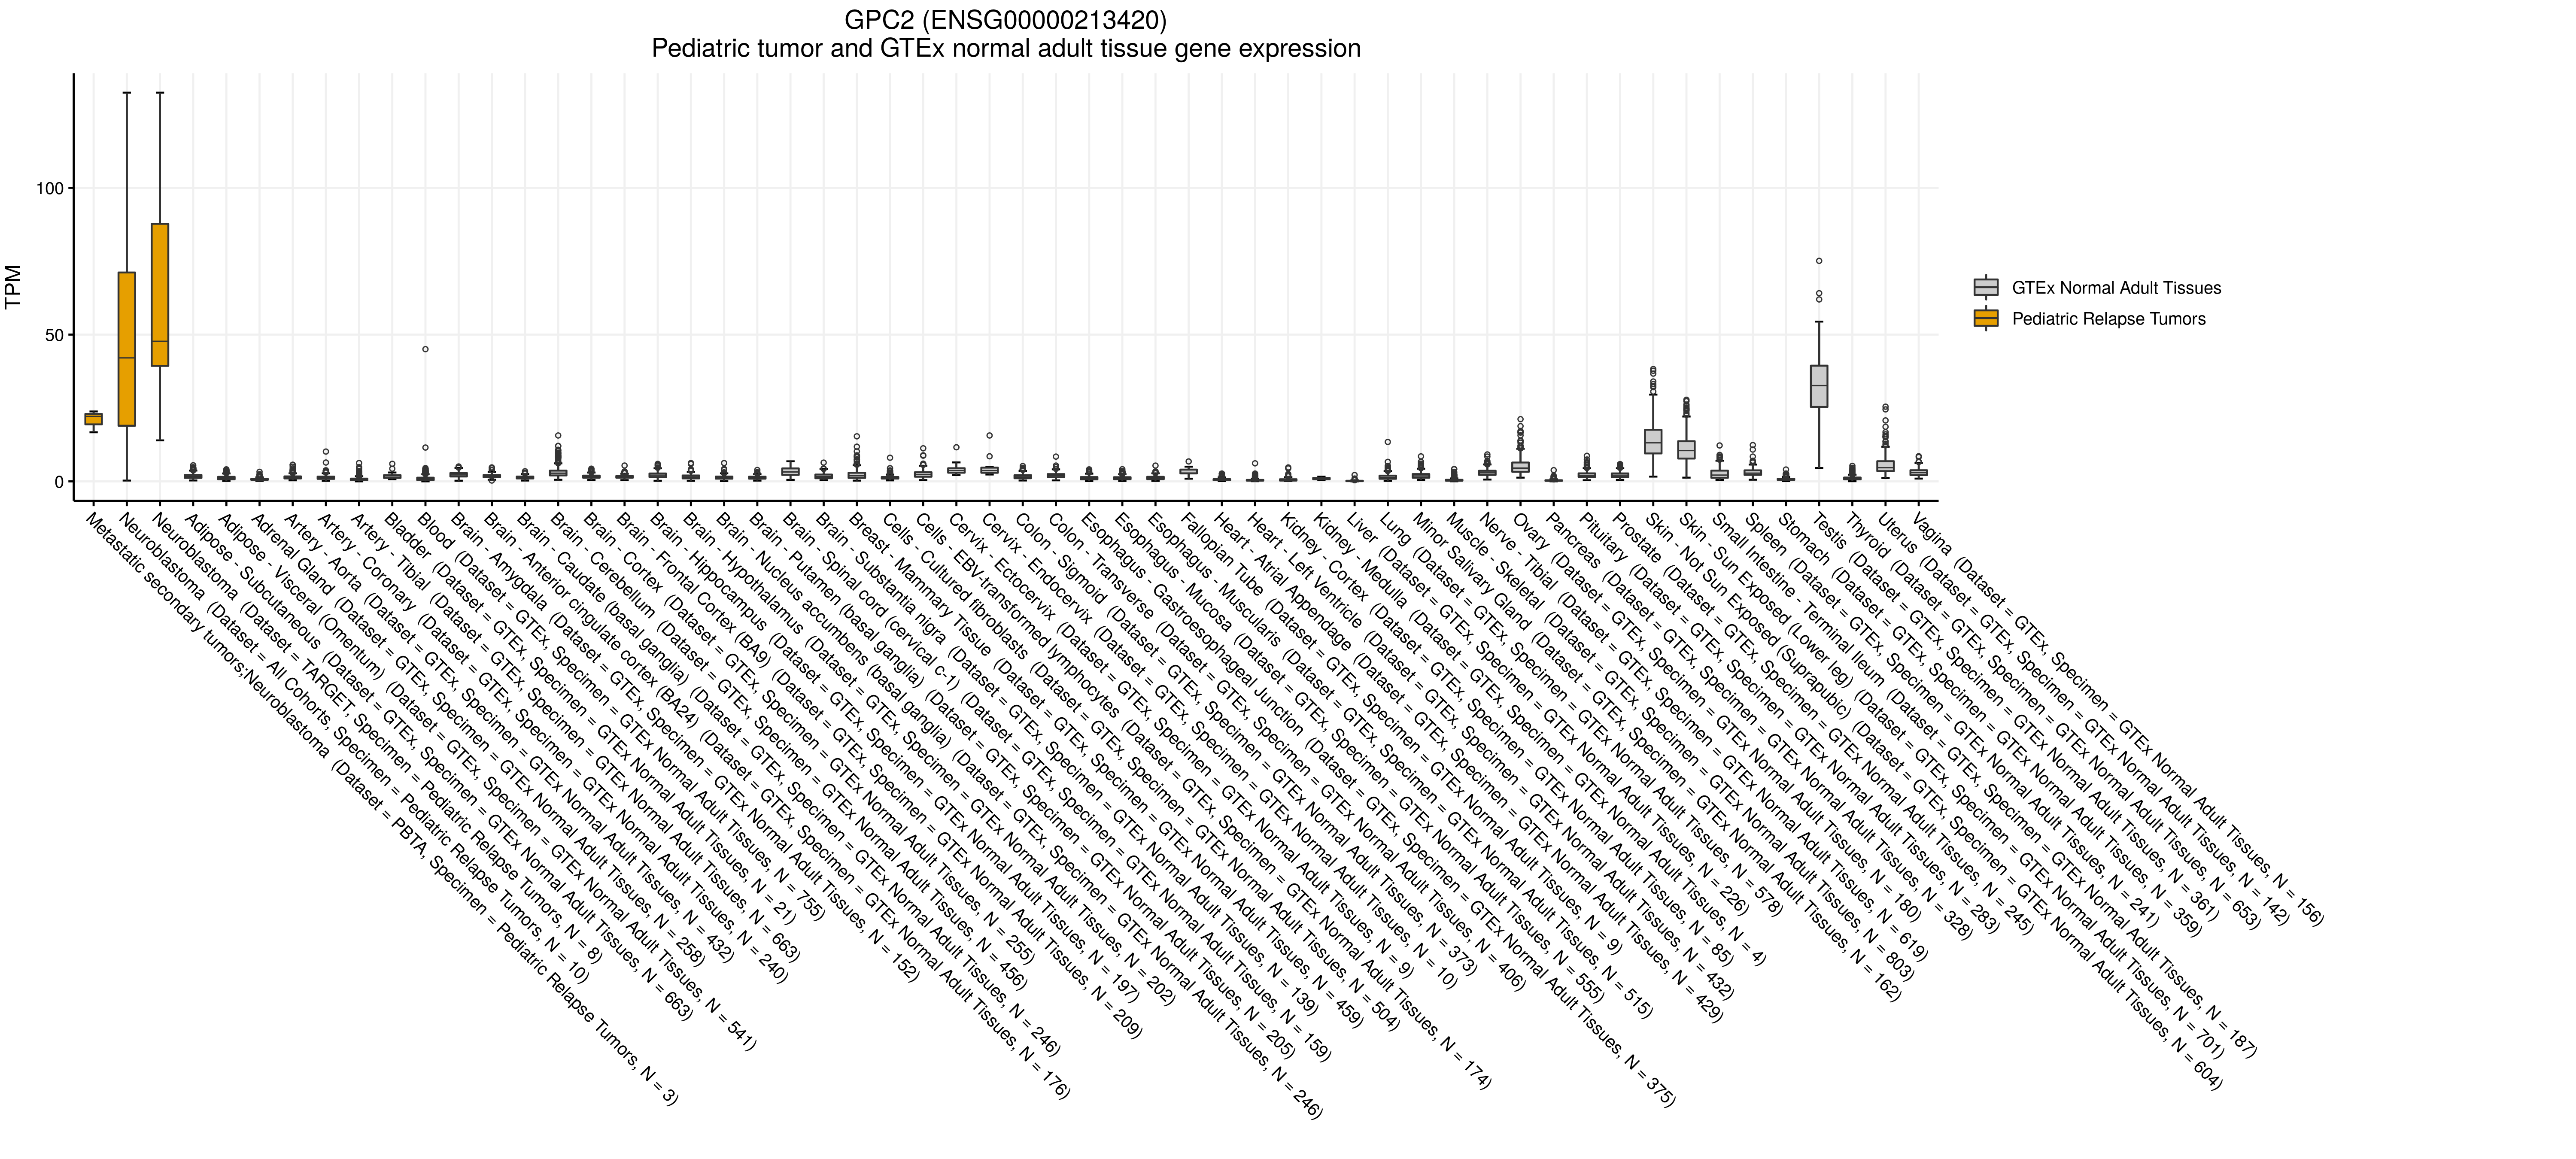 GPC2 (ENSG00000213420)
Pediatric tumor and GTEx normal adult tissue gene expression
TPM
100
50
0
GTEx Normal Adult Tissues
Pediatric Relapse Tumors
Metastatic secondary tumors;Neuroblastoma (Dataset = PBTA, Specimen = Pediatric Relapse Tumors, N = 3)
Neuroblastoma (Dataset = All Cohorts, Specimen = Pediatric Relapse Tumors, N = 10)
Neuroblastoma (Dataset = TARGET, Specimen = Pediatric Relapse Tumors, N = 8)
Adipose - Subcutaneous (Dataset = GTEx, Specimen = GTEx Normal Adult Tissues, N = 663)
Adipose - Visceral (Omentum) (Dataset = GTEx, Specimen = GTEx Normal Adult Tissues, N = 541)
Adrenal Gland (Dataset = GTEx, Specimen = GTEx Normal Adult Tissues, N = 258)
Artery - Aorta (Dataset = GTEx, Specimen = GTEx Normal Adult Tissues, N = 432)
Artery - Coronary (Dataset = GTEx, Specimen = GTEx Normal Adult Tissues, N = 240)
Artery - Tibial (Dataset = GTEx, Specimen = GTEx Normal Adult Tissues, N = 663)
Bladder (Dataset = GTEx, Specimen = GTEx Normal Adult Tissues, N = 21)
Blood (Dataset = GTEx, Specimen = GTEx Normal Adult Tissues, N = 755)
Brain - Amygdala (Dataset = GTEx, Specimen = GTEx Normal Adult Tissues, N = 152)
Brain - Anterior cingulate cortex (BA24) (Dataset = GTEx, Specimen = GTEx Normal Adult Tissues, N = 176)
Brain - Caudate (basal ganglia) (Dataset = GTEx, Specimen = GTEx Normal Adult Tissues, N = 246)
Brain - Cerebellum (Dataset = GTEx, Specimen = GTEx Normal Adult Tissues, N = 456)
Brain - Cortex (Dataset = GTEx, Specimen = GTEx Normal Adult Tissues, N = 255)
Brain - Frontal Cortex (BA9) (Dataset = GTEx, Specimen = GTEx Normal Adult Tissues, N = 209)
Brain - Hippocampus (Dataset = GTEx, Specimen = GTEx Normal Adult Tissues, N = 197)
Brain - Hypothalamus (Dataset = GTEx, Specimen = GTEx Normal Adult Tissues, N = 202)
Brain - Nucleus accumbens (basal ganglia) (Dataset = GTEx, Specimen = GTEx Normal Adult Tissues, N = 246)
Brain - Putamen (basal ganglia) (Dataset = GTEx, Specimen = GTEx Normal Adult Tissues, N = 205)
Brain - Spinal cord (cervical c-1) (Dataset = GTEx, Specimen = GTEx Normal Adult Tissues, N = 159)
Brain - Substantia nigra (Dataset = GTEx, Specimen = GTEx Normal Adult Tissues, N = 139)
Breast - Mammary Tissue (Dataset = GTEx, Specimen = GTEx Normal Adult Tissues, N = 459)
Cells - Cultured fibroblasts (Dataset = GTEx, Specimen = GTEx Normal Adult Tissues, N = 504)
Cells - EBV-transformed lymphocytes (Dataset = GTEx, Specimen = GTEx Normal Adult Tissues, N = 174)
Cervix - Ectocervix (Dataset = GTEx, Specimen = GTEx Normal Adult Tissues, N = 9)
Cervix - Endocervix (Dataset = GTEx, Specimen = GTEx Normal Adult Tissues, N = 10)
Colon - Sigmoid (Dataset = GTEx, Specimen = GTEx Normal Adult Tissues, N = 373)
Colon - Transverse (Dataset = GTEx, Specimen = GTEx Normal Adult Tissues, N = 406)
Esophagus - Gastroesophageal Junction (Dataset = GTEx, Specimen = GTEx Normal Adult Tissues, N = 375)
Esophagus - Mucosa (Dataset = GTEx, Specimen = GTEx Normal Adult Tissues, N = 555)
Esophagus - Muscularis (Dataset = GTEx, Specimen = GTEx Normal Adult Tissues, N = 515)
Fallopian Tube (Dataset = GTEx, Specimen = GTEx Normal Adult Tissues, N = 9)
Heart - Atrial Appendage (Dataset = GTEx, Specimen = GTEx Normal Adult Tissues, N = 429)
Heart - Left Ventricle (Dataset = GTEx, Specimen = GTEx Normal Adult Tissues, N = 432)
Kidney - Cortex (Dataset = GTEx, Specimen = GTEx Normal Adult Tissues, N = 85)
Kidney - Medulla (Dataset = GTEx, Specimen = GTEx Normal Adult Tissues, N = 4)
Liver (Dataset = GTEx, Specimen = GTEx Normal Adult Tissues, N = 226)
Lung (Dataset = GTEx, Specimen = GTEx Normal Adult Tissues, N = 578)
Minor Salivary Gland (Dataset = GTEx, Specimen = GTEx Normal Adult Tissues, N = 162)
Muscle - Skeletal (Dataset = GTEx, Specimen = GTEx Normal Adult Tissues, N = 803)
Nerve - Tibial (Dataset = GTEx, Specimen = GTEx Normal Adult Tissues, N = 619)
Ovary (Dataset = GTEx, Specimen = GTEx Normal Adult Tissues, N = 180)
Pancreas (Dataset = GTEx, Specimen = GTEx Normal Adult Tissues, N = 328)
Pituitary (Dataset = GTEx, Specimen = GTEx Normal Adult Tissues, N = 283)
Prostate (Dataset = GTEx, Specimen = GTEx Normal Adult Tissues, N = 245)
Skin - Not Sun Exposed (Suprapubic) (Dataset = GTEx, Specimen = GTEx Normal Adult Tissues, N = 604)
Skin - Sun Exposed (Lower leg) (Dataset = GTEx, Specimen = GTEx Normal Adult Tissues, N = 701)
Small Intestine - Terminal Ileum (Dataset = GTEx, Specimen = GTEx Normal Adult Tissues, N = 187)
Spleen (Dataset = GTEx, Specimen = GTEx Normal Adult Tissues, N = 241)
Stomach (Dataset = GTEx, Specimen = GTEx Normal Adult Tissues, N = 359)
Testis (Dataset = GTEx, Specimen = GTEx Normal Adult Tissues, N = 361)
Thyroid (Dataset = GTEx, Specimen = GTEx Normal Adult Tissues, N = 653)
Uterus (Dataset = GTEx, Specimen = GTEx Normal Adult Tissues, N = 142)
Vagina (Dataset = GTEx, Specimen = GTEx Normal Adult Tissues, N = 156)